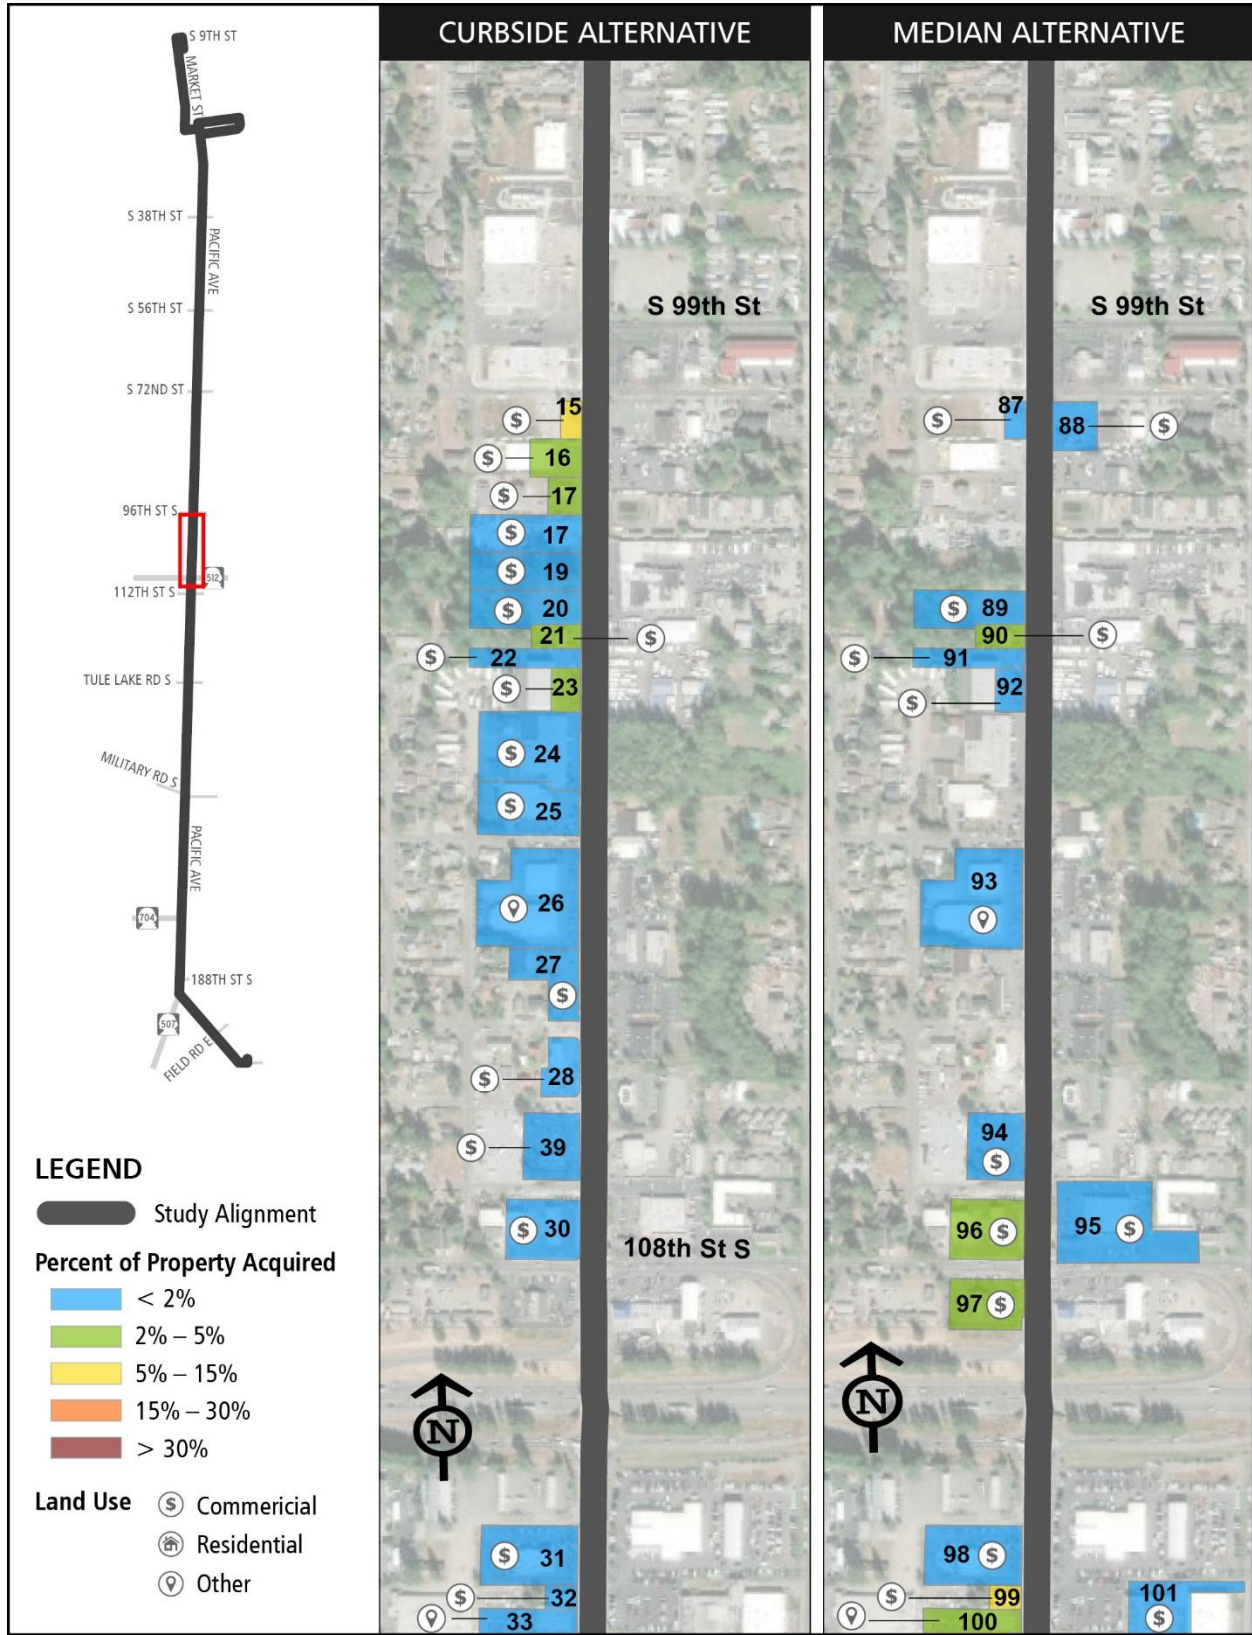 S 9TH ST
MARKET ST
S 38TH ST
PACIFIC AVE
S 56TH ST
S 72ND ST
96TH ST S
512
112TH ST S
TULE LAKE RD S
MILITARY RD S
PACIFIC AVE
704
188TH ST S
507
FIELD RD E
LEGEND
Study Alignment
Percent of Property Acquired
< 2%
2% – 5%
5% – 15%
15% – 30%
> 30%
Land Use
$ Commericial
Residential
Other
CURBSIDE ALTERNATIVE
S 99th St
$ 15
$ 16
$ 17
$ 17
$ 19
$ 20
21 $
$ 22
$ 23
$ 24
$ 25
26
27
$
$ 28
$ 39
$ 30
108th St S
N
$ 31
$ 32
33
MEDIAN ALTERNATIVE
S 99th St
$ 87
88 $
$ 89
90 $
$ 91
92
$
93
94
$
95 $
96 $
97 $
N
98 $
$ 99
100
101
$